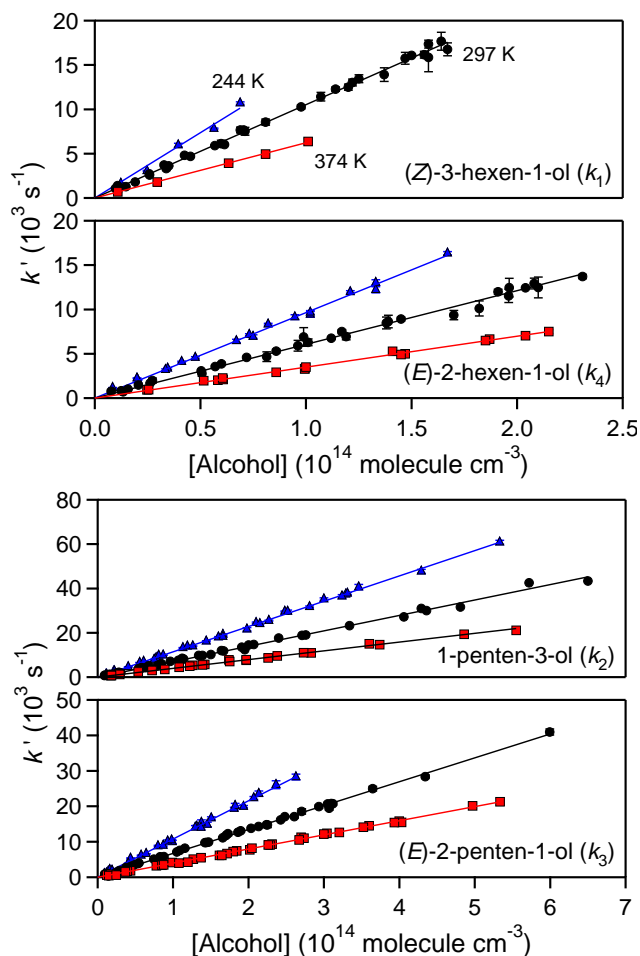 20
15
10
5
0
244 K
297 K
374 K
(Z)-3-hexen-1-ol (k₁)
k ' (10³ s⁻¹)
20
15
10
5
0
(E)-2-hexen-1-ol (k₄)
0.0 0.5 1.0 1.5 2.0 2.5
[Alcohol] (10¹⁴ molecule cm⁻³)
80
60
40
20
0
1-penten-3-ol (k₂)
k ' (10³ s⁻¹)
50
40
30
20
10
0
(E)-2-penten-1-ol (k₃)
0 1 2 3 4 5 6 7
[Alcohol] (10¹⁴ molecule cm⁻³)